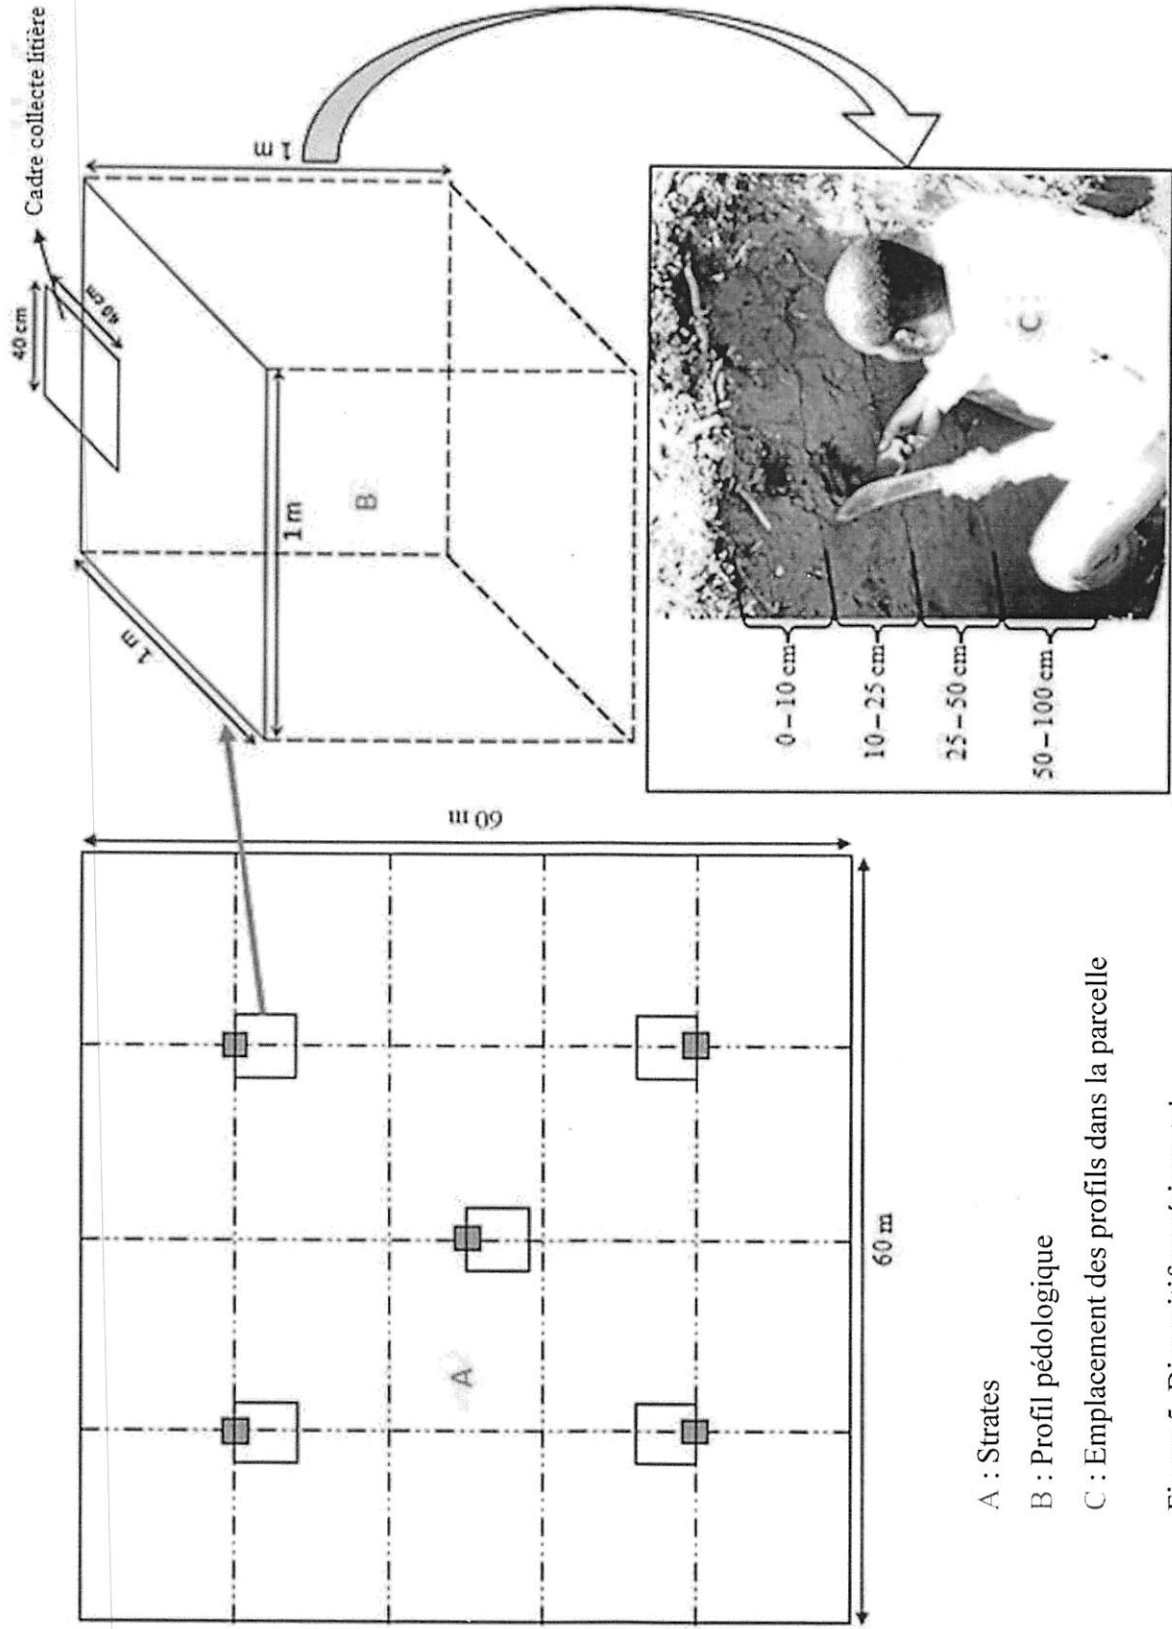 40 cm
40 cm
Cadre collecte litière
1 m
1 m
1 m
B
60 m
60 m
A
0 – 10 cm
10 – 25 cm
25 – 50 cm
50 – 100 cm
C
A : Strates
B : Profil pédologique
C : Emplacement des profils dans la parcelle